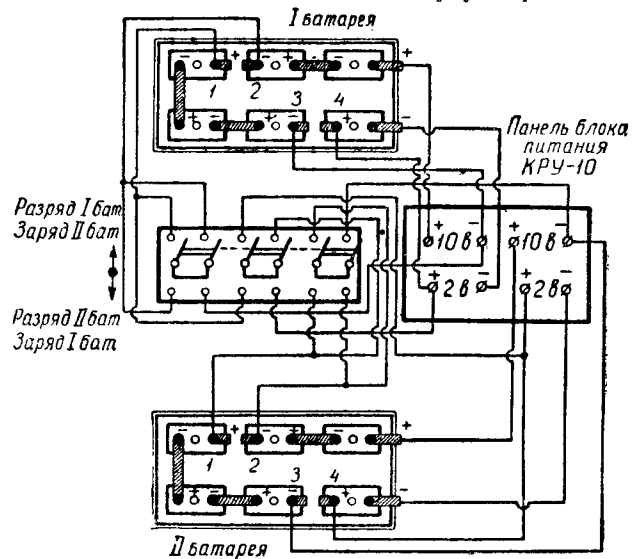 I батарея
- + - + - - +
1 2 3 4
+ - + - + -
Панель блока
питания
КРУ-10
Разряд I бат.
Заряд II бат
+ 10 в - + 10 в -
+ 2 в - + 2 в -
Разряд II бат
Заряд I бат.
- + - + - - +
1 2 3 4
+ - + - + -
II батарея